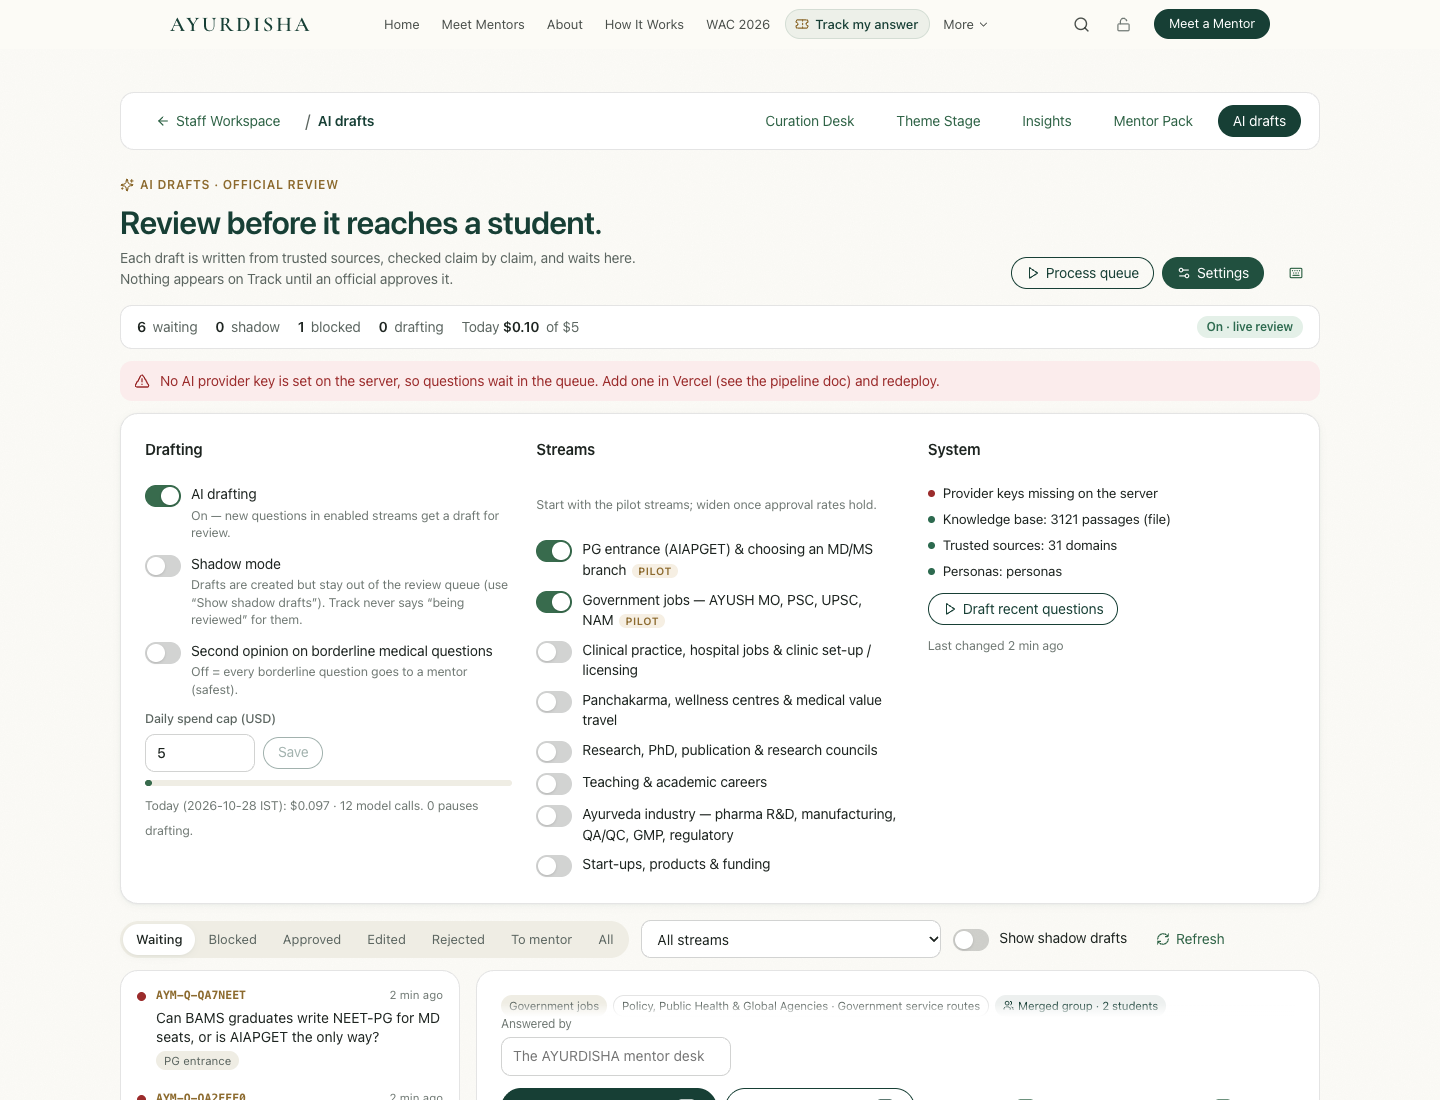 AYURDISHA
Home
Meet Mentors
About
How It Works
WAC 2026
Track my answer
More
Meet a Mentor
Staff Workspace
/ AI drafts
Curation Desk
Theme Stage
Insights
Mentor Pack
AI drafts
AI DRAFTS · OFFICIAL REVIEW
Review before it reaches a student.
Each draft is written from trusted sources, checked claim by claim, and waits here.
Nothing appears on Track until an official approves it.
Process queue
Settings
6 waiting 0 shadow 1 blocked 0 drafting Today $0.10 of $5
On · live review
No AI provider key is set on the server, so questions wait in the queue. Add one in Vercel (see the pipeline doc) and redeploy.
Drafting
AI drafting
On — new questions in enabled streams get a draft for
review.
Shadow mode
Drafts are created but stay out of the review queue (use
“Show shadow drafts”). Track never says “being
reviewed” for them.
Second opinion on borderline medical questions
Off = every borderline question goes to a mentor
(safest).
Daily spend cap (USD)
5
Save
Today (2026-10-28 IST): $0.097 · 12 model calls. 0 pauses
drafting.
Streams
Start with the pilot streams; widen once approval rates hold.
PG entrance (AIAPGET) & choosing an MD/MS
branch PILOT
Government jobs — AYUSH MO, PSC, UPSC,
NAM PILOT
Clinical practice, hospital jobs & clinic set-up /
licensing
Panchakarma, wellness centres & medical value
travel
Research, PhD, publication & research councils
Teaching & academic careers
Ayurveda industry — pharma R&D, manufacturing,
QA/QC, GMP, regulatory
Start-ups, products & funding
System
Provider keys missing on the server
Knowledge base: 3121 passages (file)
Trusted sources: 31 domains
Personas: personas
Draft recent questions
Last changed 2 min ago
Waiting
Blocked
Approved
Edited
Rejected
To mentor
All
All streams
Show shadow drafts
Refresh
AYM-Q-QA7NEET
2 min ago
Can BAMS graduates write NEET-PG for MD
seats, or is AIAPGET the only way?
PG entrance
2 min ago
Government jobs
Policy, Public Health & Global Agencies · Government service routes
Merged group · 2 students
Answered by
The AYURDISHA mentor desk